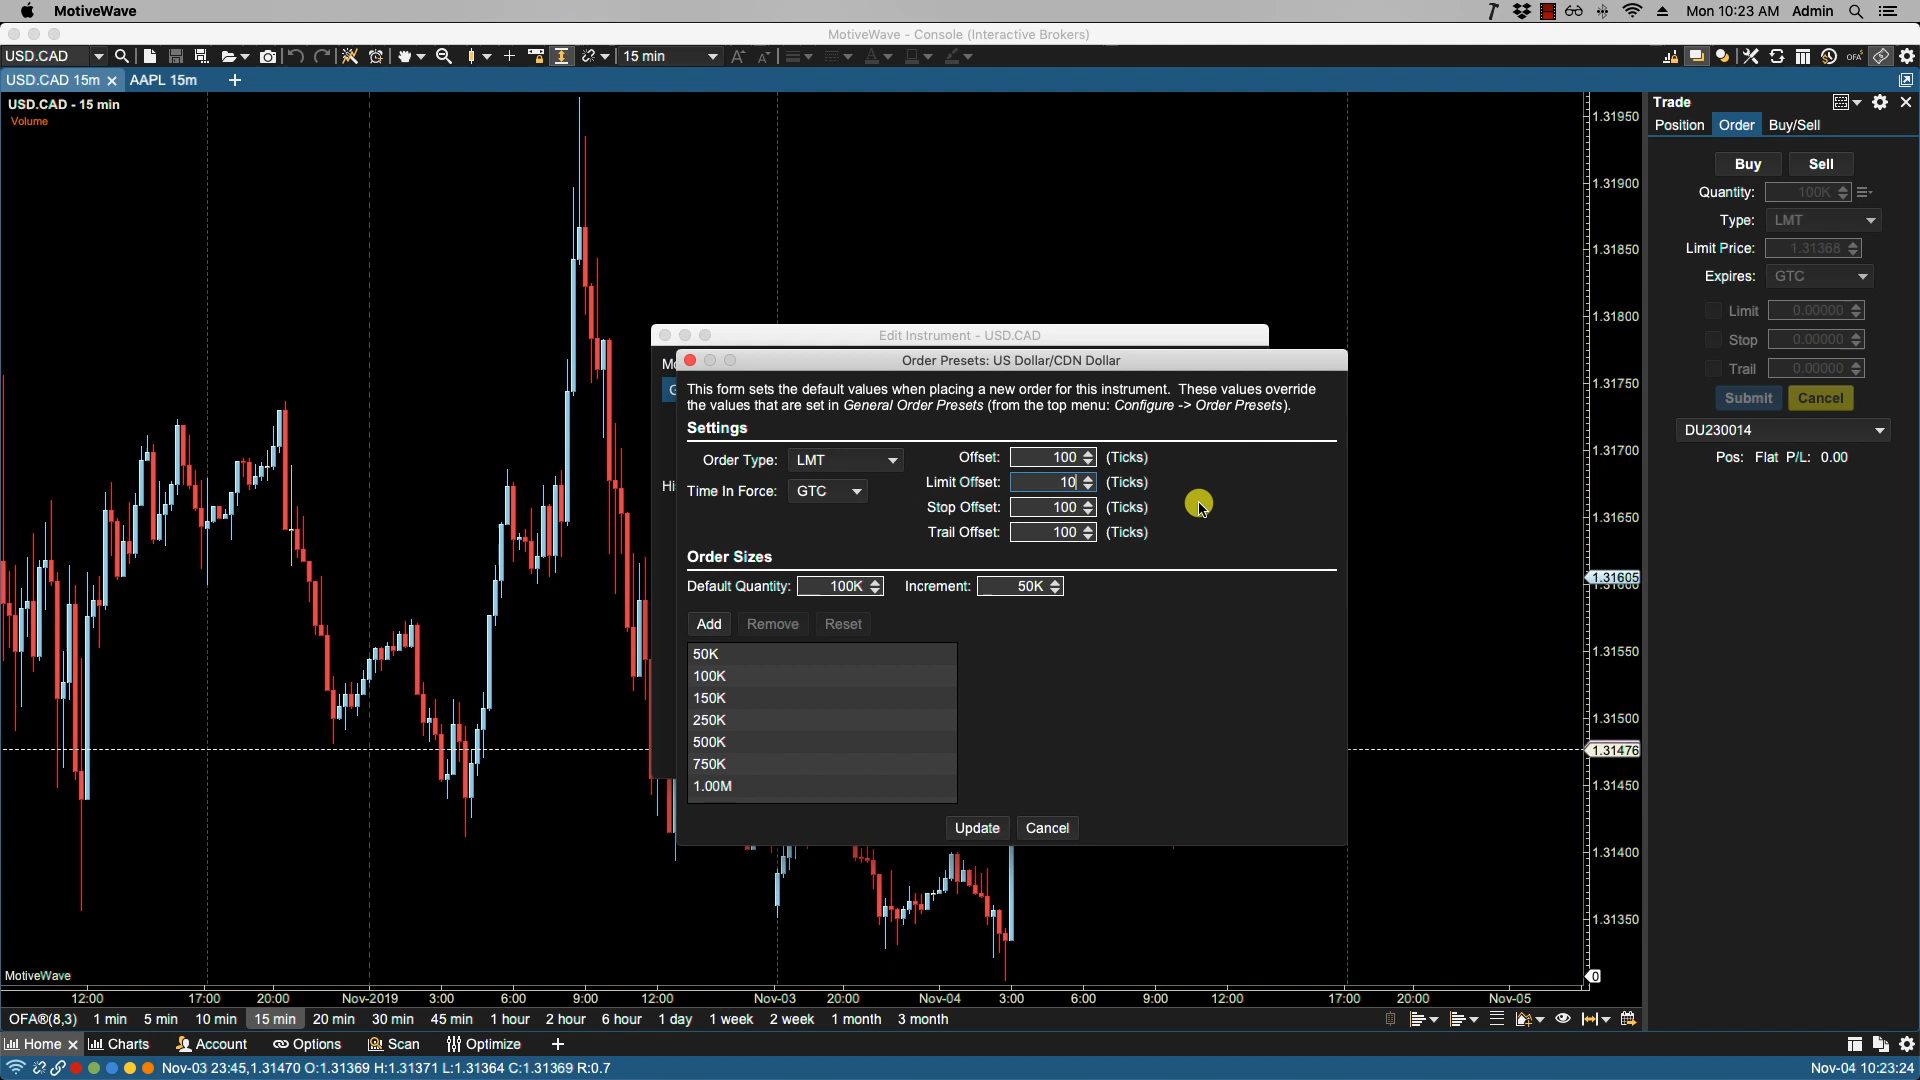 MotiveWave
Mon 10:23 AM Admin
MotiveWave - Console (Interactive Brokers)
USD.CAD
15 min
OFA
USD.CAD 15m
AAPL 15m
USD.CAD - 15 min
Volume
Trade
Position Order Buy/Sell
Buy Sell
Quantity: 100K
Type: LMT
Limit Price: 1.31368
Expires: GTC
Limit 0.00000
Stop 0.00000
Trail 0.00000
Submit Cancel
DU230014
Pos: Flat P/L: 0.00
1.31950
1.31900
1.31850
1.31800
1.31750
1.31700
1.31650
1.31605
1.31550
1.31500
1.31476
1.31450
1.31400
1.31350
0
Edit Instrument - USD.CAD
Order Presets: US Dollar/CDN Dollar
This form sets the default values when placing a new order for this instrument. These values override
the values that are set in General Order Presets (from the top menu: Configure -> Order Presets).
Settings
Order Type: LMT
Offset: 100 (Ticks)
Limit Offset: 10 (Ticks)
Time In Force: GTC
Stop Offset: 100 (Ticks)
Trail Offset: 100 (Ticks)
Order Sizes
Default Quantity: 100K Increment: 50K
Add Remove Reset
50K
100K
150K
250K
500K
750K
1.00M
Update Cancel
MotiveWave
12:00 17:00 20:00 Nov-2019 3:00 6:00 9:00 12:00 Nov-03 20:00 Nov-04 3:00 6:00 9:00 12:00 17:00 20:00 Nov-05
OFA®(8,3) 1 min 5 min 10 min 15 min 20 min 30 min 45 min 1 hour 2 hour 6 hour 1 day 1 week 2 week 1 month 3 month
Home Charts Account Options Scan Optimize
Nov-03 23:45,1.31470 O:1.31369 H:1.31371 L:1.31364 C:1.31369 R:0.7
Nov-04 10:23:24